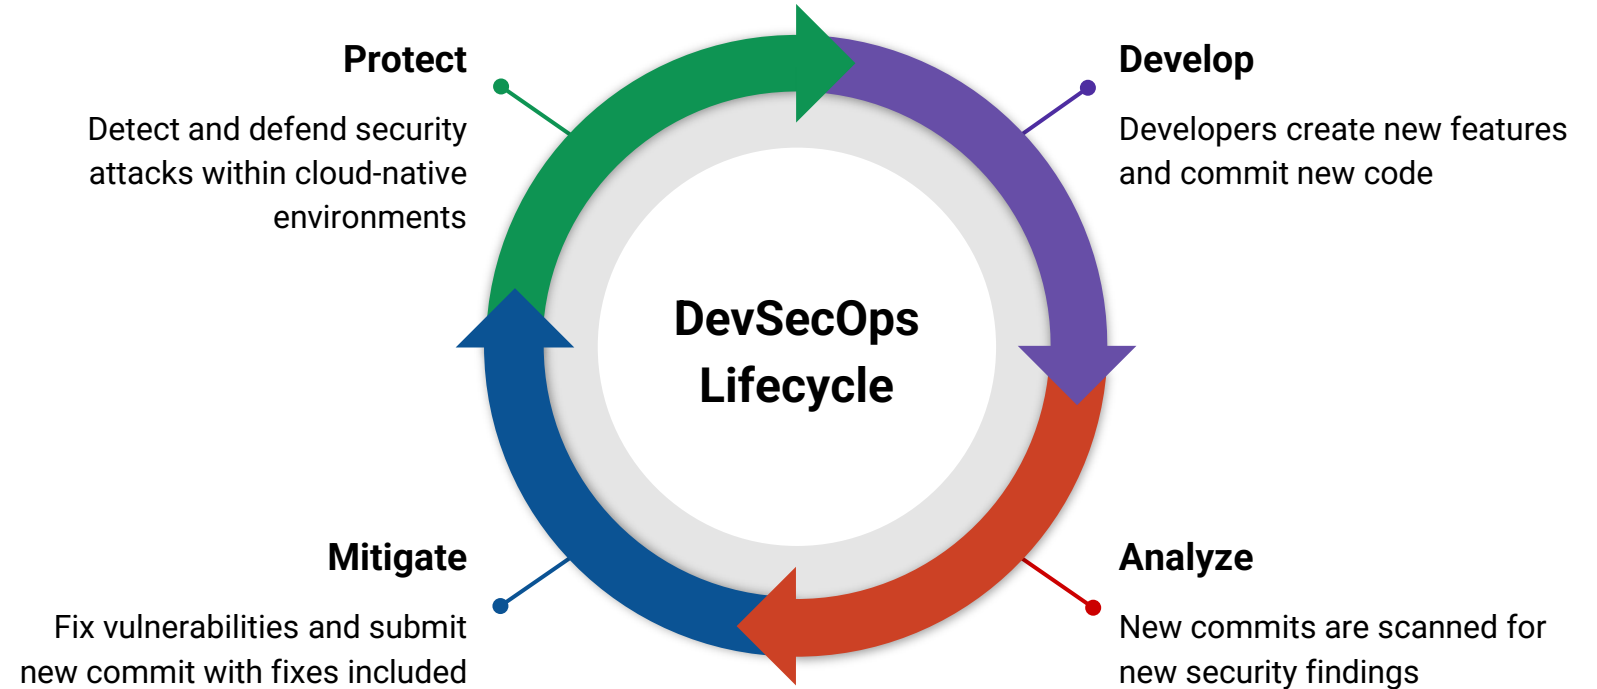 Protect
Detect and defend security
attacks within cloud-native
environments
Develop
Developers create new features
and commit new code
DevSecOps
Lifecycle
Mitigate
Fix vulnerabilities and submit
new commit with fixes included
Analyze
New commits are scanned for
new security findings